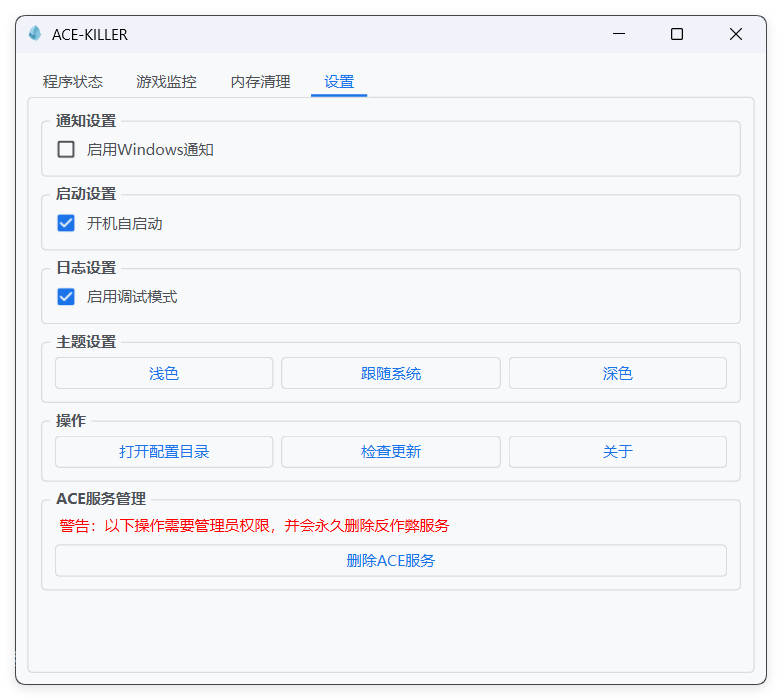 ACE-KILLER
程序状态 游戏监控 内存清理 设置
通知设置
启用Windows通知
启动设置
开机自启动
日志设置
启用调试模式
主题设置
浅色 跟随系统 深色
操作
打开配置目录 检查更新 关于
ACE服务管理
警告：以下操作需要管理员权限，并会永久删除反作弊服务
删除ACE服务